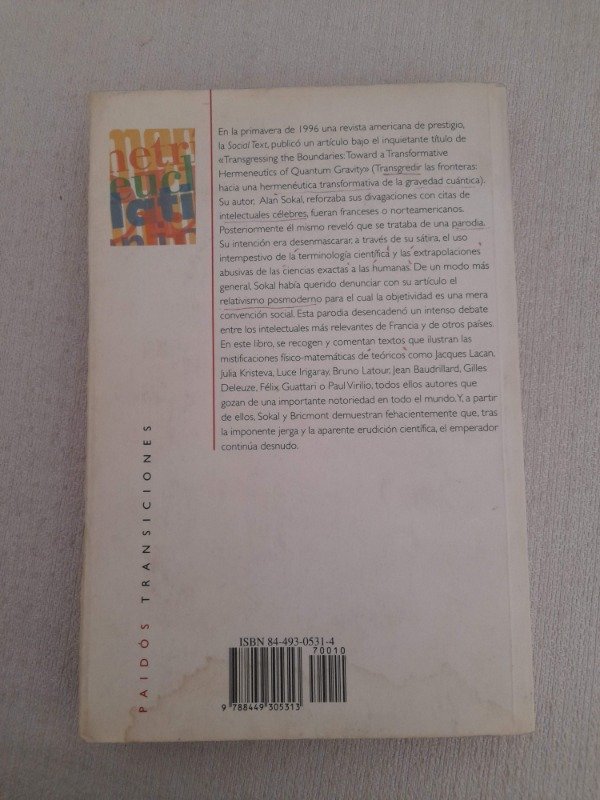 netr
eucl
lati
En la primavera de 1996 una revista americana de prestigio,
la Social Text, publicó un artículo bajo el inquietante título de
«Transgressing the Boundaries: Toward a Transformative
Hermeneutics of Quantum Gravity» (Transgredir las fronteras:
hacia una hermenéutica transformativa de la gravedad cuántica).
Su autor, Alan Sokal, reforzaba sus divagaciones con citas de
intelectuales célebres, fueran franceses o norteamericanos.
Posteriormente él mismo reveló que se trataba de una parodia.
Su intención era desenmascarar, a través de su sátira, el uso
intempestivo de la terminología científica y las extrapolaciones
abusivas de las ciencias exactas a las humanas. De un modo más
general, Sokal había querido denunciar con su artículo el
relativismo posmoderno para el cual la objetividad es una mera
convención social. Esta parodia desencadenó un intenso debate
entre los intelectuales más relevantes de Francia y de otros países.
En este libro, se recogen y comentan textos que ilustran las
mistificaciones físico-matemáticas de teóricos como Jacques Lacan,
Julia Kristeva, Luce Irigaray, Bruno Latour, Jean Baudrillard, Gilles
Deleuze, Félix Guattari o Paul Virilio, todos ellos autores que
gozan de una importante notoriedad en todo el mundo. Y, a partir
de ellos, Sokal y Bricmont demuestran fehacientemente que, tras
la imponente jerga y la aparente erudición científica, el emperador
continúa desnudo.
PAIDÓS TRANSICIONES
ISBN 84-493-0531-4
70010
9 788449 305313